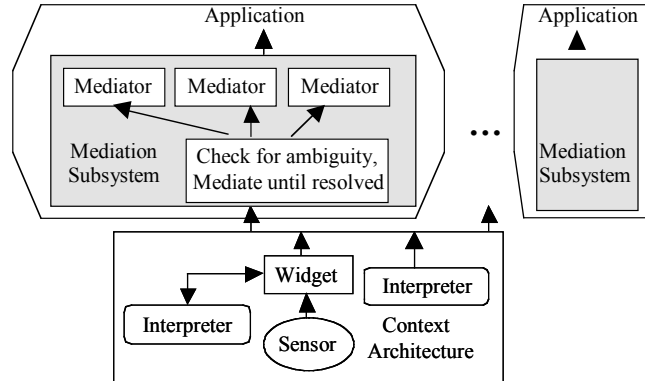 Application
Mediator
Mediator
Mediator
Mediation
Subsystem
Check for ambiguity,
Mediate until resolved
...
Application
Mediation
Subsystem
Widget
Interpreter
Interpreter
Sensor
Context
Architecture